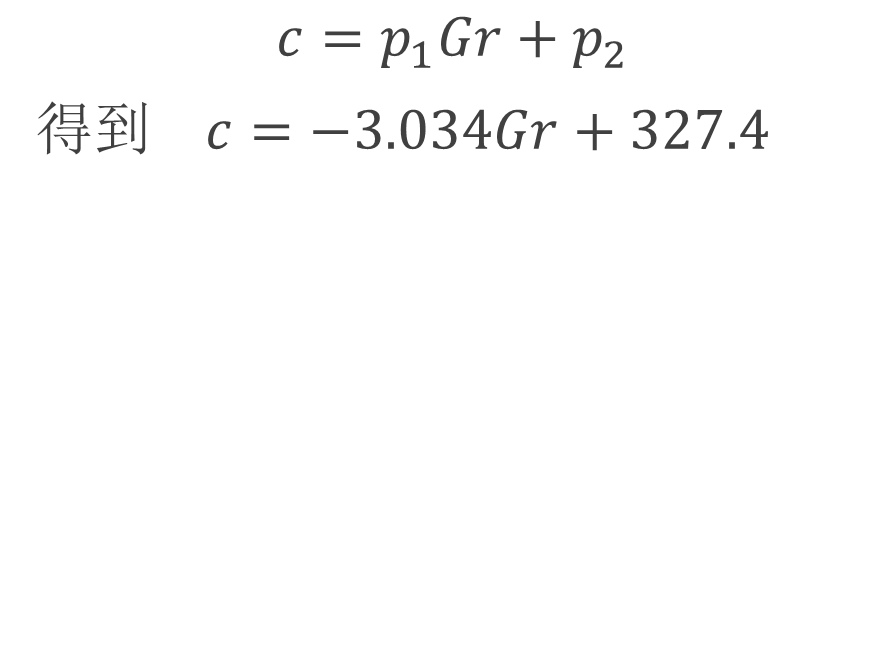 c = p₁Gr + p₂
得到 c = −3.034Gr + 327.4